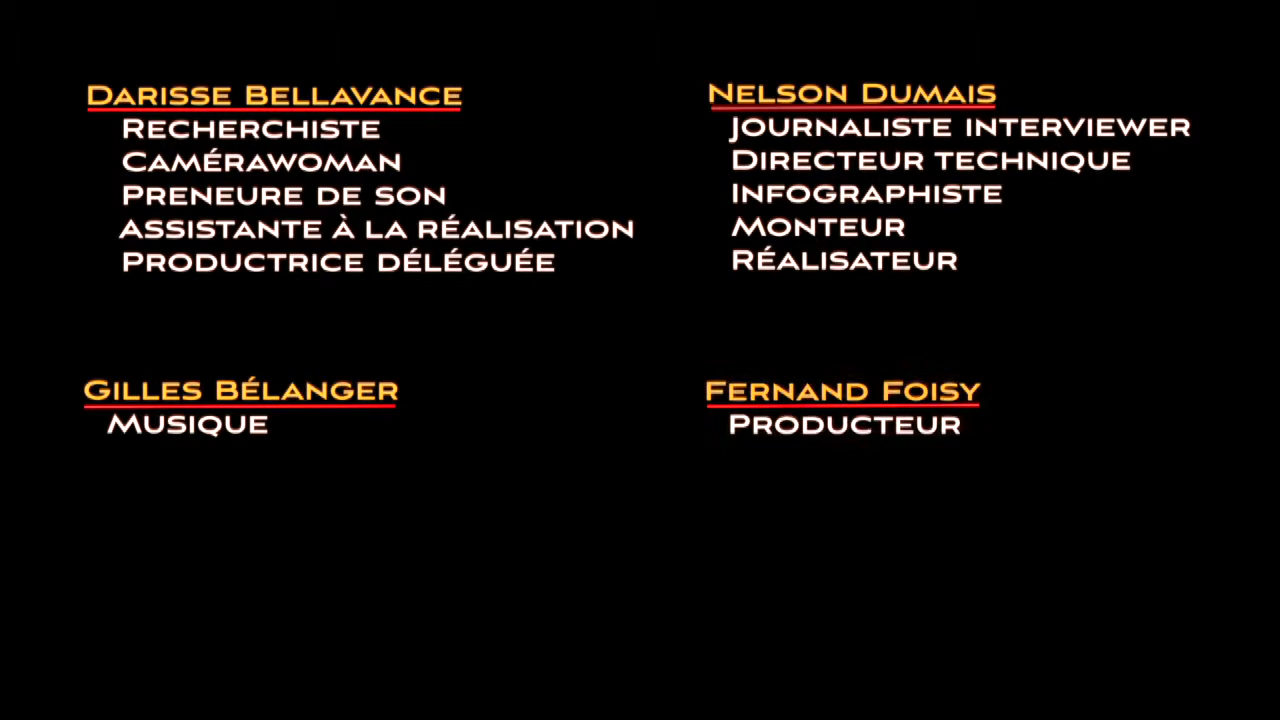 Darisse Bellavance
Recherchiste
Camérawoman
Preneure de son
Assistante à la réalisation
Productrice déléguée
Nelson Dumais
Journaliste interviewer
Directeur technique
Infographiste
Monteur
Réalisateur
Gilles Bélanger
Musique
Fernand Foisy
Producteur